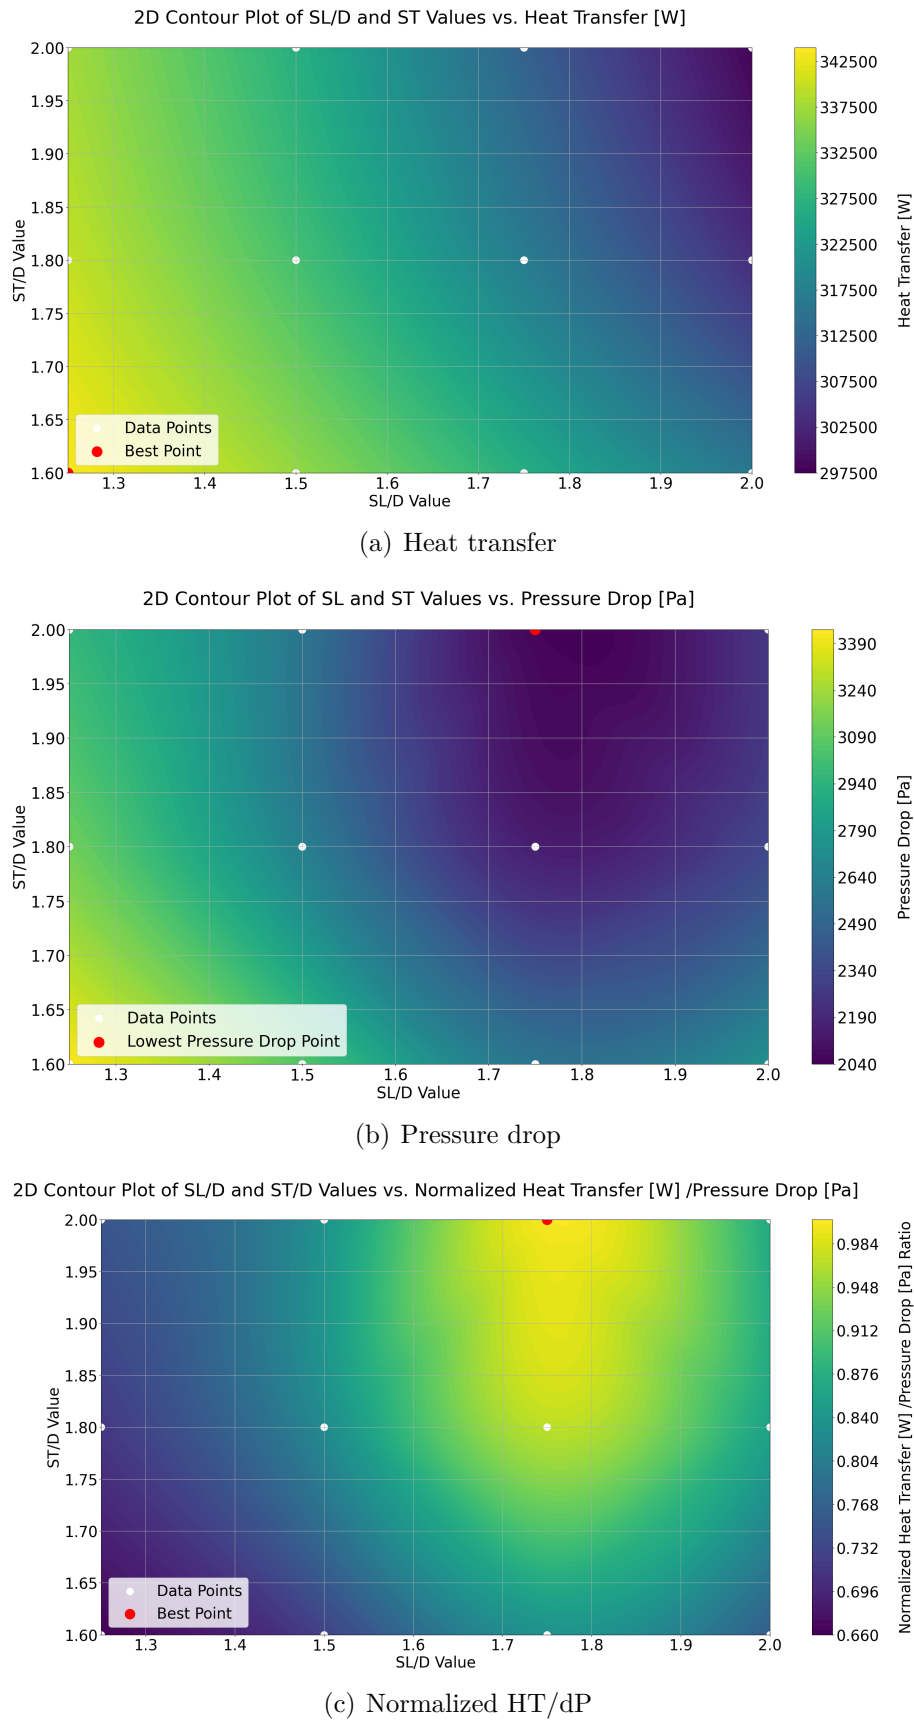 2D Contour Plot of SL/D and ST Values vs. Heat Transfer [W]
2.00
1.95
1.90
1.85
1.80
1.75
1.70
1.65
1.60
ST/D Value
Data Points
Best Point
1.3 1.4 1.5 1.6 1.7 1.8 1.9 2.0
SL/D Value
342500
337500
332500
327500
322500
317500
312500
307500
302500
297500
Heat Transfer [W]
(a) Heat transfer
2D Contour Plot of SL and ST Values vs. Pressure Drop [Pa]
2.00
1.95
1.90
1.85
1.80
1.75
1.70
1.65
1.60
ST/D Value
Data Points
Lowest Pressure Drop Point
1.3 1.4 1.5 1.6 1.7 1.8 1.9 2.0
SL/D Value
3390
3240
3090
2940
2790
2640
2490
2340
2190
2040
Pressure Drop [Pa]
(b) Pressure drop
2D Contour Plot of SL/D and ST/D Values vs. Normalized Heat Transfer [W] /Pressure Drop [Pa]
2.00
1.95
1.90
1.85
1.80
1.75
1.70
1.65
1.60
ST/D Value
Data Points
Best Point
1.3 1.4 1.5 1.6 1.7 1.8 1.9 2.0
SL/D Value
0.984
0.948
0.912
0.876
0.840
0.804
0.768
0.732
0.696
0.660
Normalized Heat Transfer [W] /Pressure Drop [Pa] Ratio
(c) Normalized HT/dP